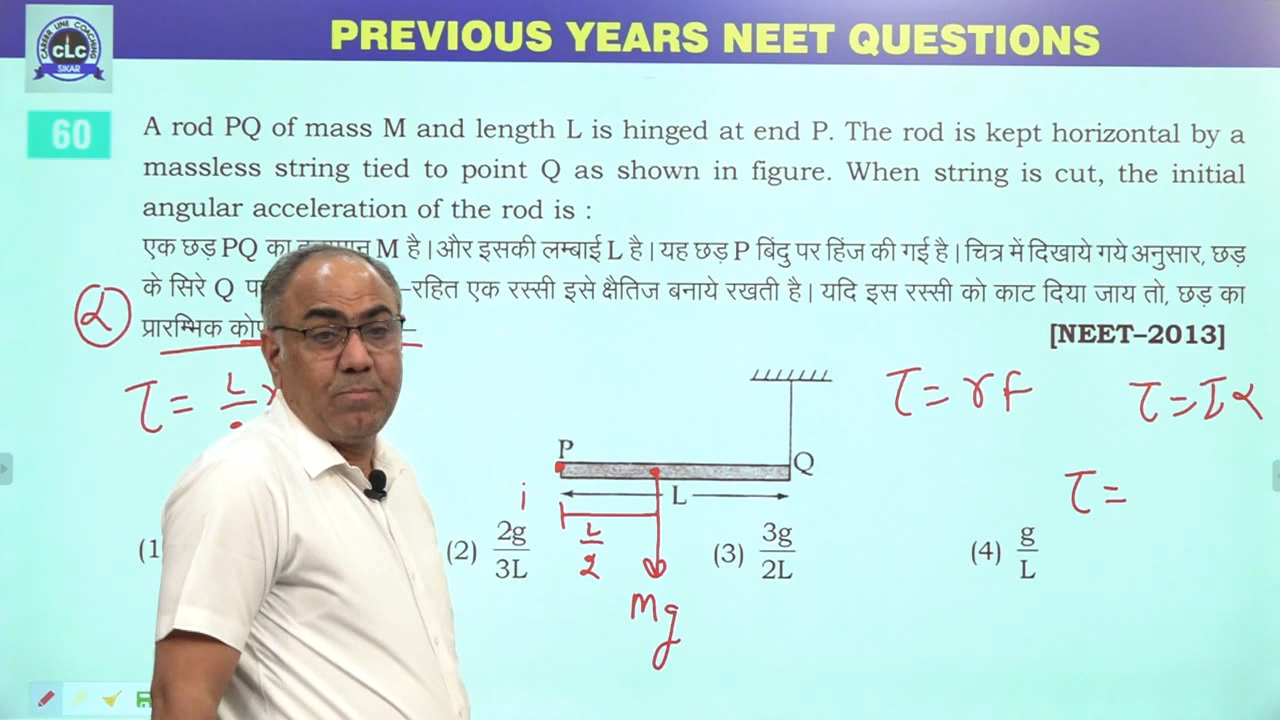 PREVIOUS YEARS NEET QUESTIONS
CAREER LINE COACHING
CLC
SIKAR
60
A rod PQ of mass M and length L is hinged at end P. The rod is kept horizontal by a
massless string tied to point Q as shown in figure. When string is cut, the initial
angular acceleration of the rod is :
एक छड़ PQ का M है। और इसकी लम्बाई L है। यह छड़ P बिंदु पर हिंज की गई है। चित्र में दिखाये गये अनुसार, छड़
के सिरे Q –रहित एक रस्सी इसे क्षैतिज बनाये रखती है। यदि इस रस्सी को काट दिया जाय तो, छड़ का
α प्रारम्भिक –
[NEET–2013]
τ = L/
τ = rF
τ = Iα
P
Q
L
τ =
L/2
Mg
(2) 2g/3L
(3) 3g/2L
(4) g/L